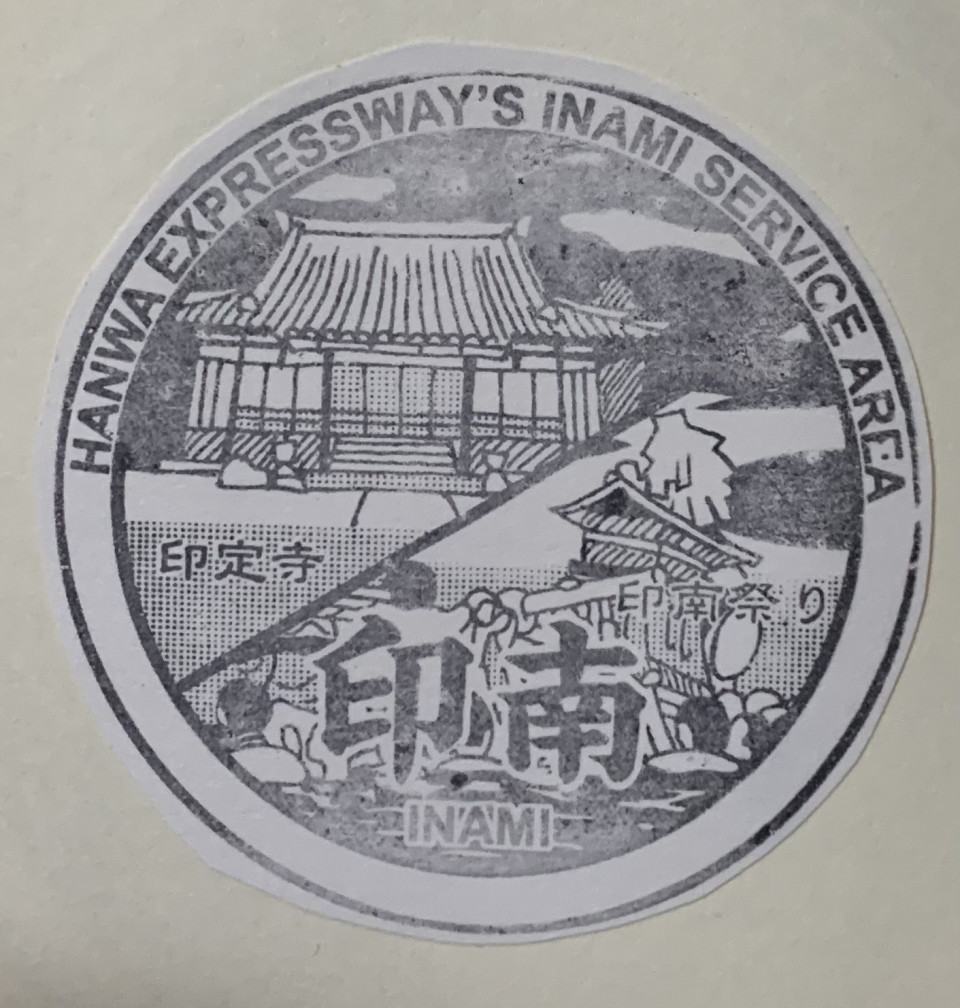 HANWA EXPRESSWAY'S INAMI SERVICE AREA
印定寺
印南祭り
印南
INAMI